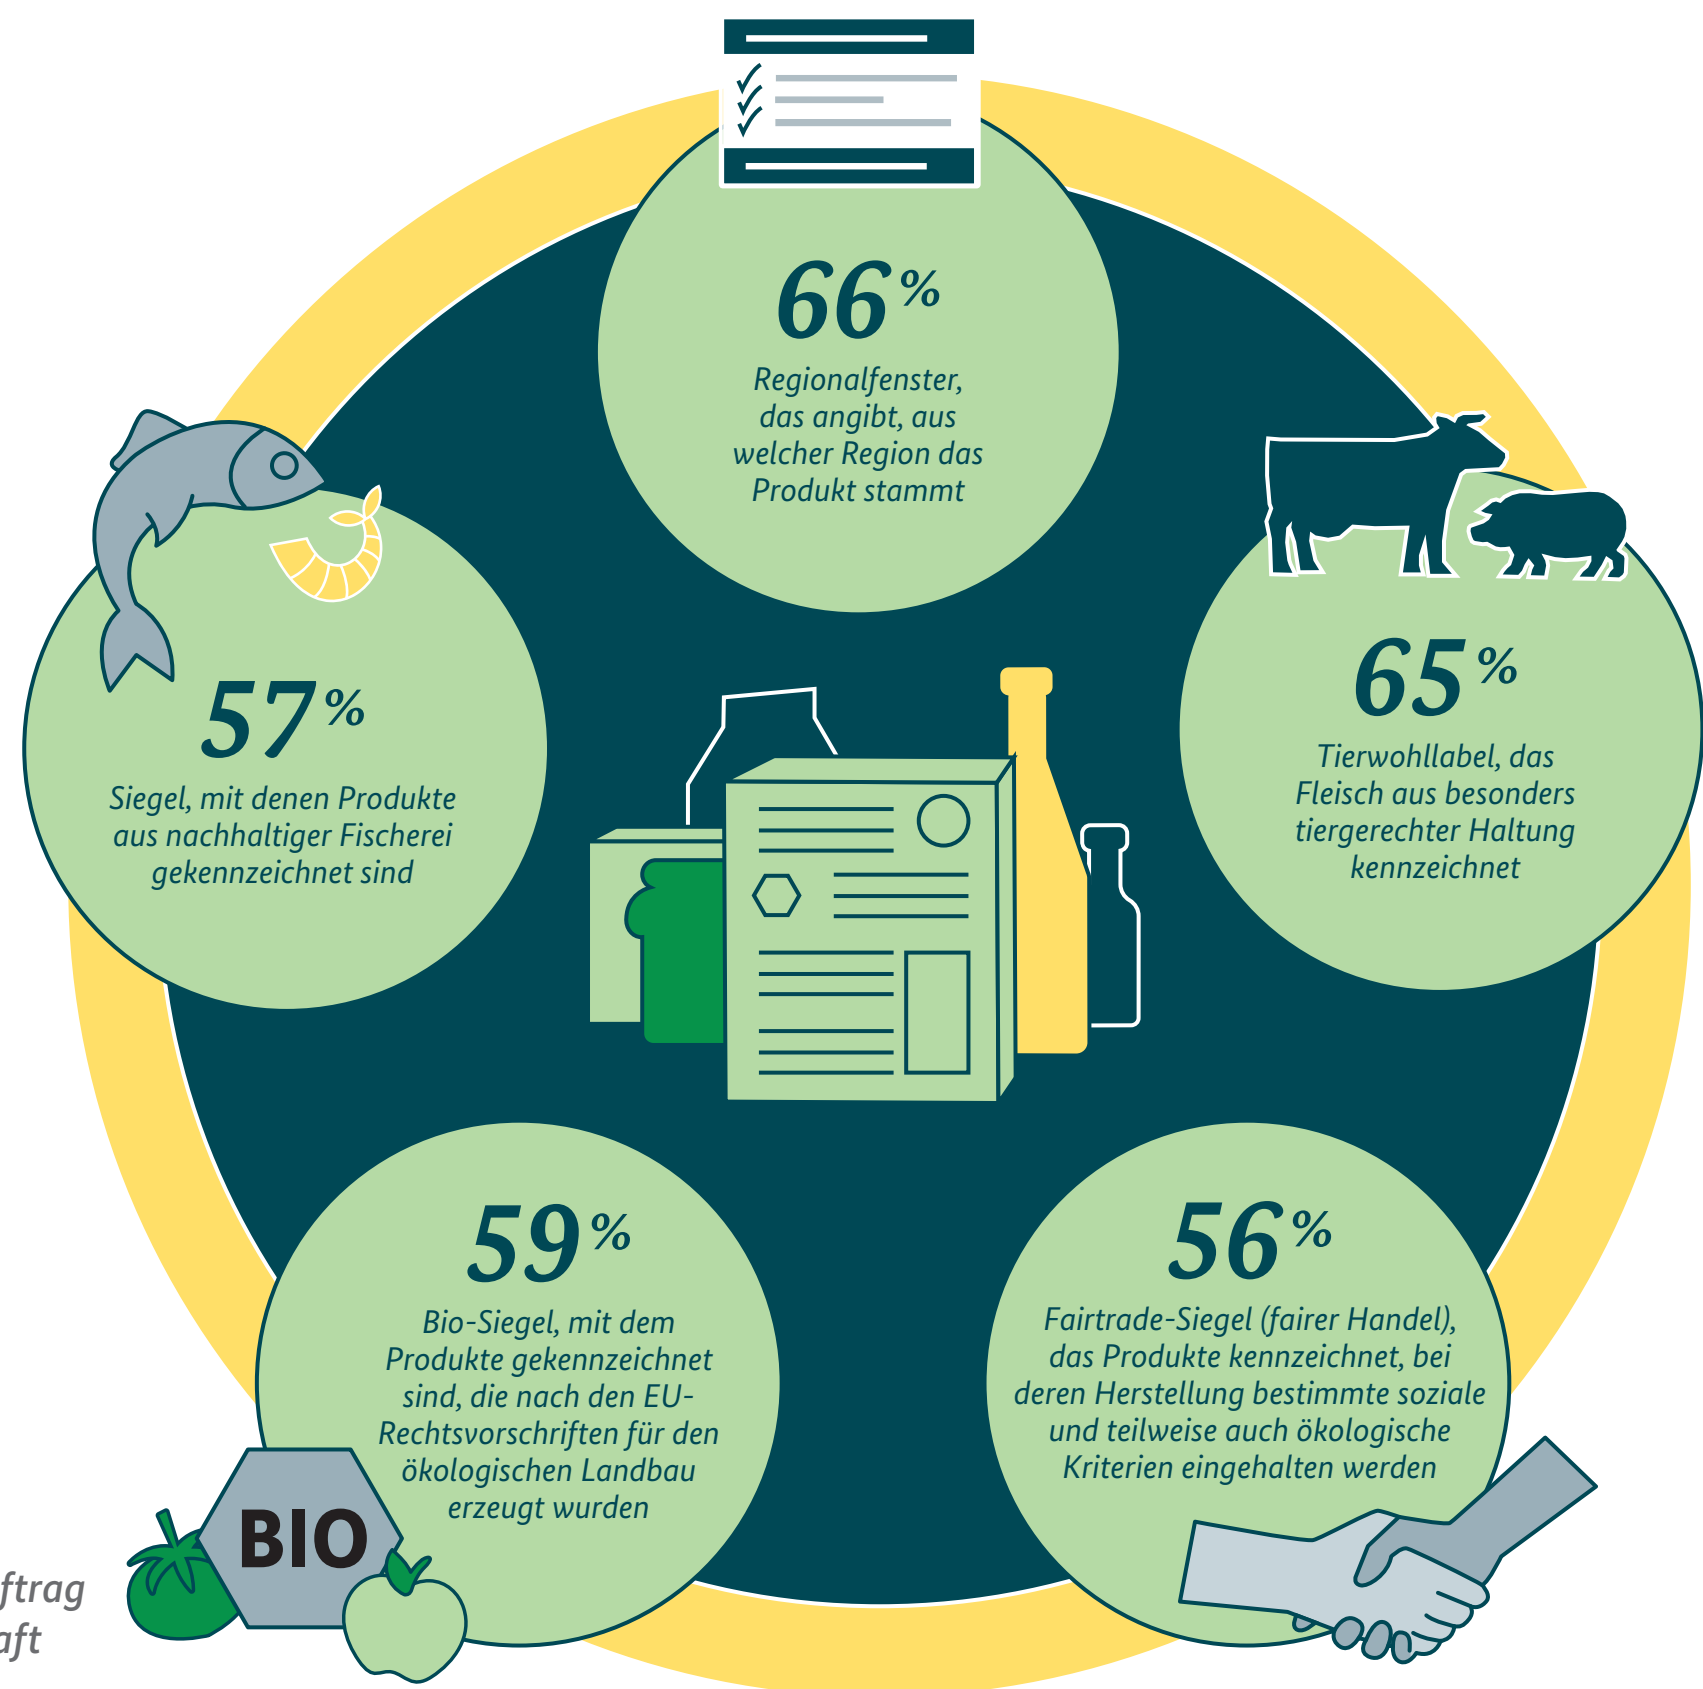 66%
Regionalfenster,
das angibt, aus
welcher Region das
Produkt stammt
65%
Tierwohllabel, das
Fleisch aus besonders
tiergerechter Haltung
kennzeichnet
57%
Siegel, mit denen Produkte
aus nachhaltiger Fischerei
gekennzeichnet sind
59%
Bio-Siegel, mit dem
Produkte gekennzeichnet
sind, die nach den EU-
Rechtsvorschriften für den
ökologischen Landbau
erzeugt wurden
BIO
56%
Fairtrade-Siegel (fairer Handel),
das Produkte kennzeichnet, bei
deren Herstellung bestimmte soziale
und teilweise auch ökologische
Kriterien eingehalten werden
ftrag
aft